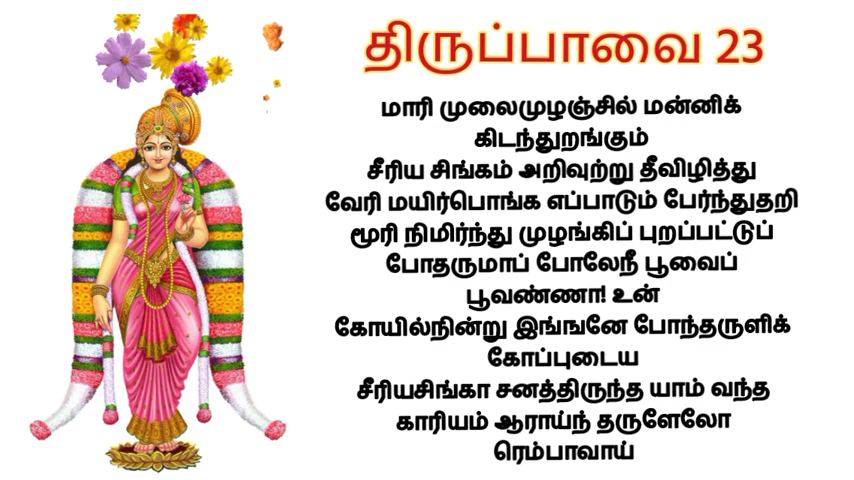 திருப்பாவை 23
மாரி முலைமுழஞ்சில் மன்னிக்
கிடந்துறங்கும்
சீரிய சிங்கம் அறிவுற்று தீவிழித்து
வேரி மயிர்பொங்க எப்பாடும் பேர்ந்துதறி
மூரி நிமிர்ந்து முழங்கிப் புறப்பட்டுப்
போதருமாப் போலேநீ பூவைப்
பூவண்ணா! உன்
கோயில்நின்று இங்ஙனே போந்தருளிக்
கோப்புடைய
சீரியசிங்கா சனத்திருந்த யாம் வந்த
காரியம் ஆராய்ந் தருளேலோ
ரெம்பாவாய்